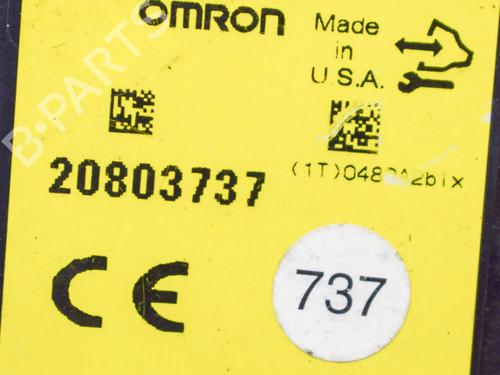 OMRON
Made
in
U.S.A.
20803737
CE
737
B-PARTS